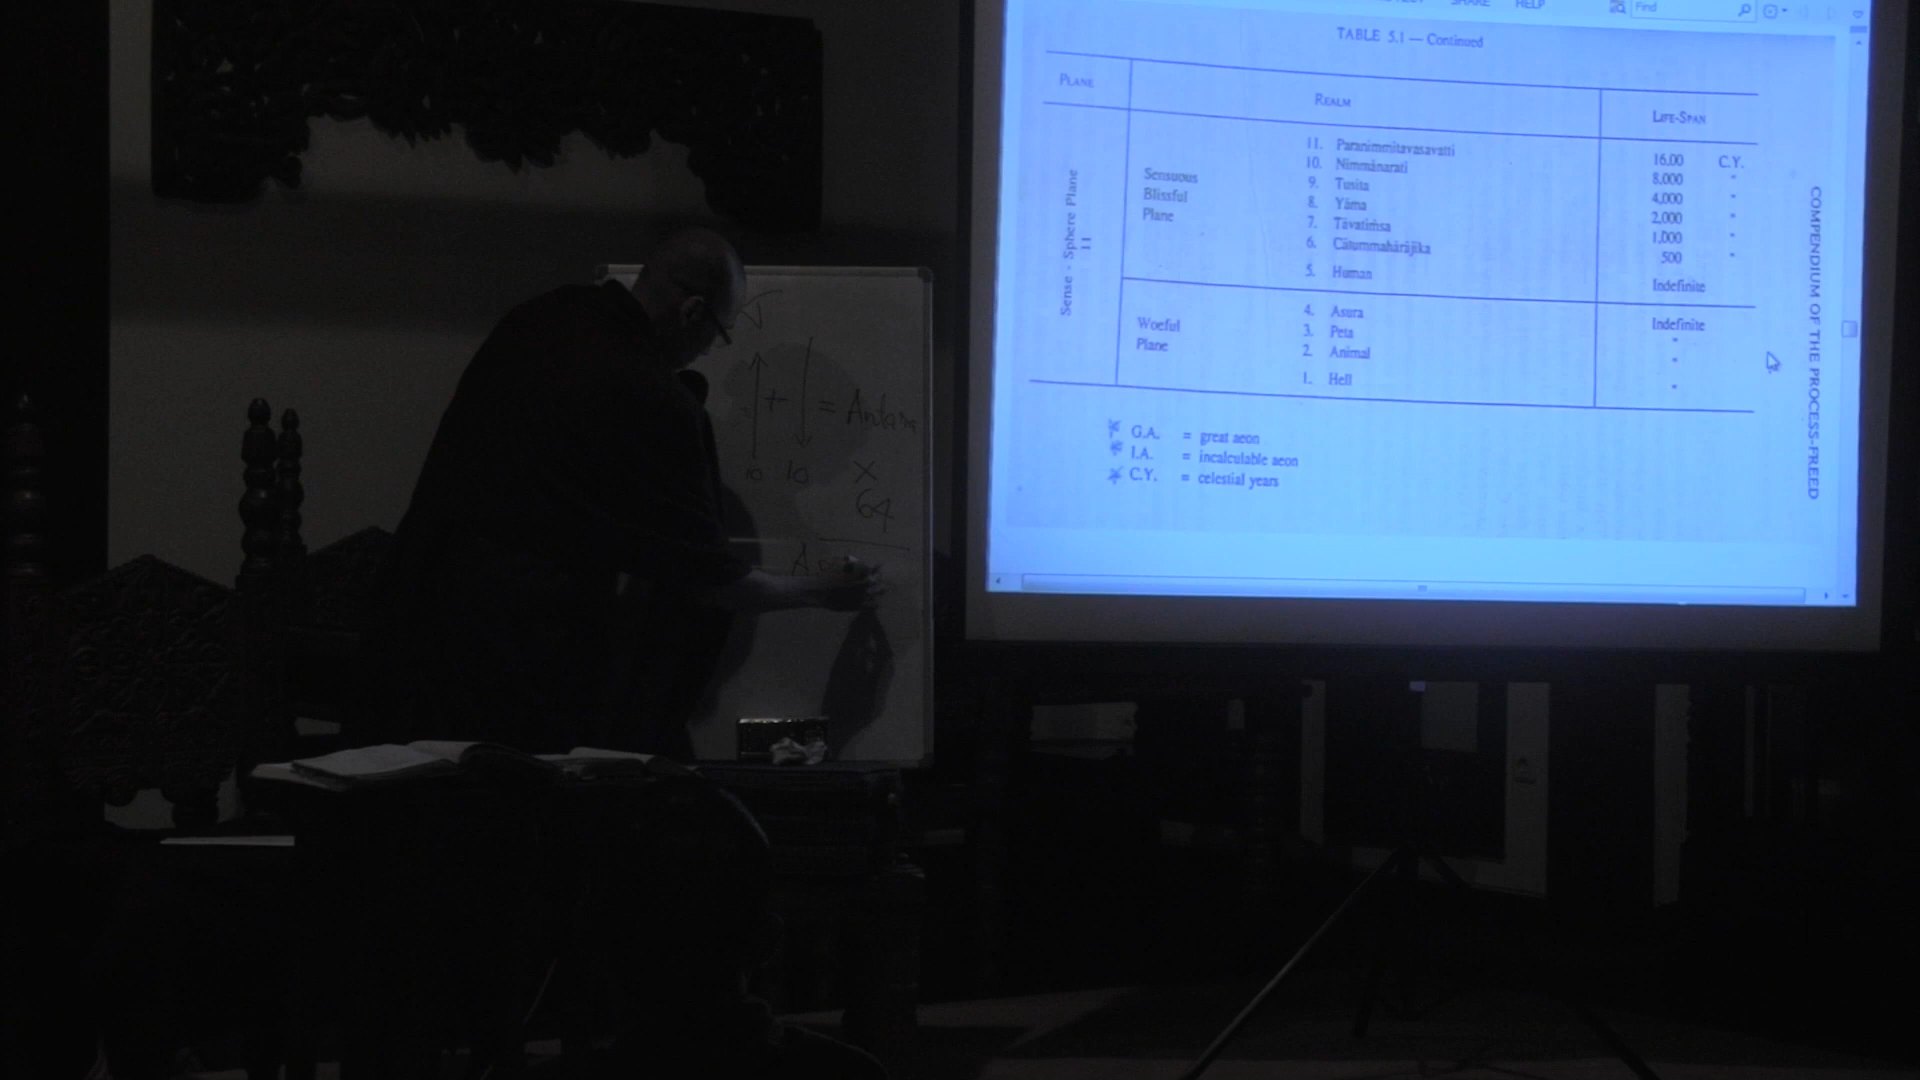 = Antara
10 10 X
64
SHARE HELP Find
TABLE 5.1 — Continued
PLANE REALM LIFE-SPAN
Sense - Sphere Plane
11
Sensuous
Blissful
Plane
11. Paranimmitavasavatti 16.00 C.Y.
10. Nimmānarati 8,000 "
9. Tusita 4,000 "
8. Yāma 2,000 "
7. Tāvatiṁsa 1,000 "
6. Cātummahārājika 500 "
5. Human Indefinite
Woeful
Plane
4. Asura Indefinite
3. Peta "
2. Animal "
1. Hell "
G.A. = great aeon
I.A. = incalculable aeon
C.Y. = celestial years
COMPENDIUM OF THE PROCESS-FREED